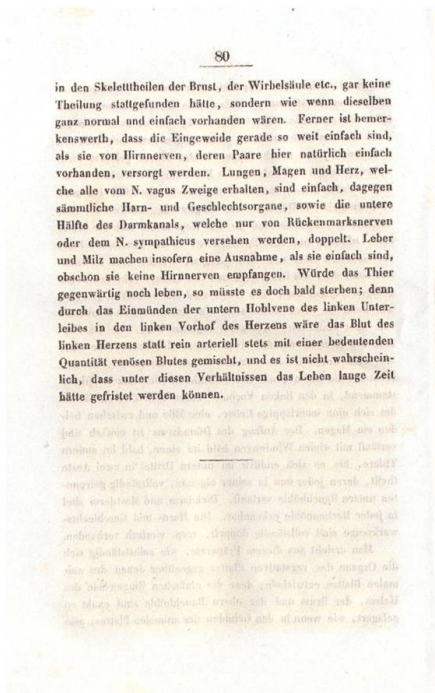 80
in den Skeletttheilen der Brust, der Wirbelsäule etc., gar keine
Theilung stattgefunden hätte, sondern wie wenn dieselben
ganz normal und einfach vorhanden wären. Ferner ist bemer-
kenswerth, dass die Eingeweide gerade so weit einfach sind,
als sie von Hirnnerven, deren Paare hier natürlich einfach
vorhanden, versorgt werden. Lungen, Magen und Herz, wel-
che alle vom N. vagus Zweige erhalten, sind einfach, dagegen
sämmtliche Harn- und Geschlechtsorgane, sowie die untere
Hälfte des Darmkanals, welche nur von Rückenmarksnerven
oder dem N. sympathicus versehen werden, doppelt. Leber
und Milz machen insofern eine Ausnahme, als sie einfach sind,
obschon sie keine Hirnnerven empfangen. Würde das Thier
gegenwärtig noch leben, so müsste es doch bald sterben; denn
durch das Einmünden der untern Hohlvene des linken Unter-
leibes in den linken Vorhof des Herzens wäre das Blut des
linken Herzens statt rein arteriell stets mit einer bedeutenden
Quantität venösen Blutes gemischt, und es ist nicht wahrschein-
lich, dass unter diesen Verhältnissen das Leben lange Zeit
hätte gefristet werden können.